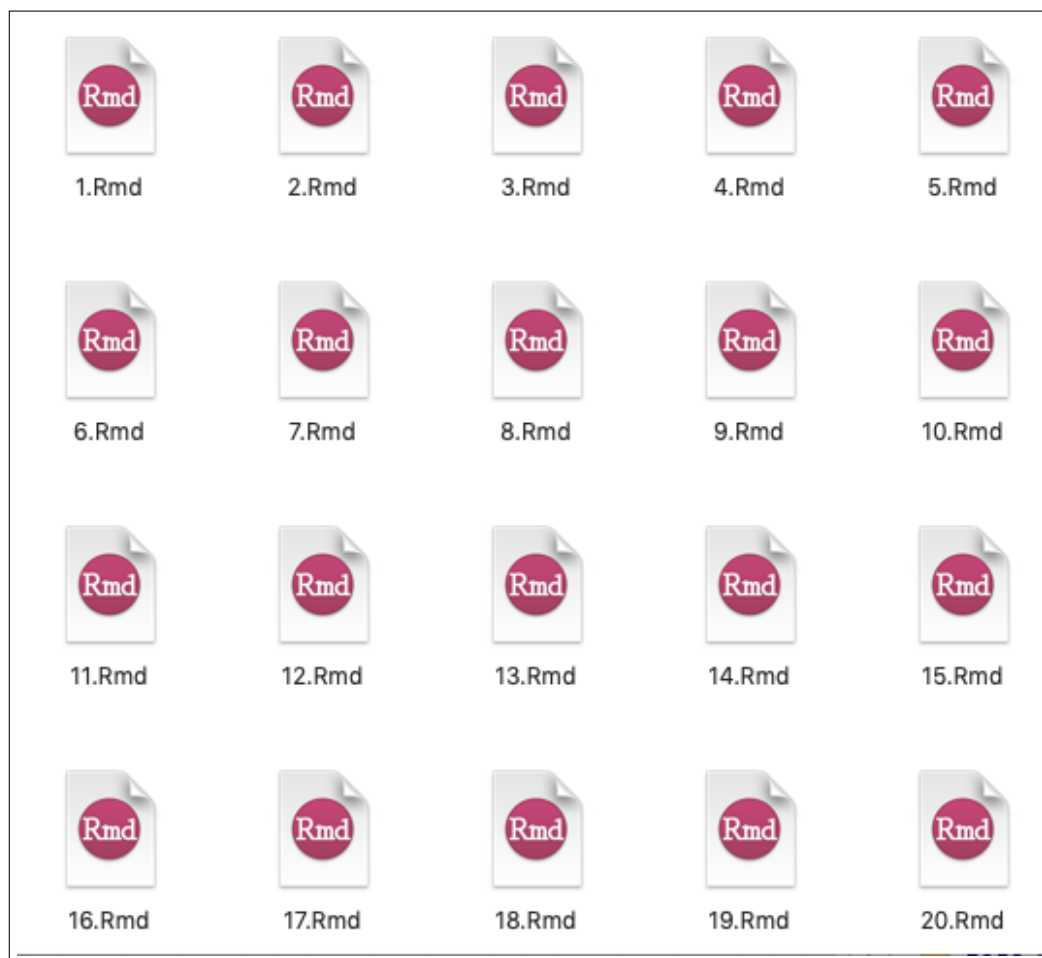 Rmd Rmd Rmd Rmd Rmd
1.Rmd 2.Rmd 3.Rmd 4.Rmd 5.Rmd
Rmd Rmd Rmd Rmd Rmd
6.Rmd 7.Rmd 8.Rmd 9.Rmd 10.Rmd
Rmd Rmd Rmd Rmd Rmd
11.Rmd 12.Rmd 13.Rmd 14.Rmd 15.Rmd
Rmd Rmd Rmd Rmd Rmd
16.Rmd 17.Rmd 18.Rmd 19.Rmd 20.Rmd